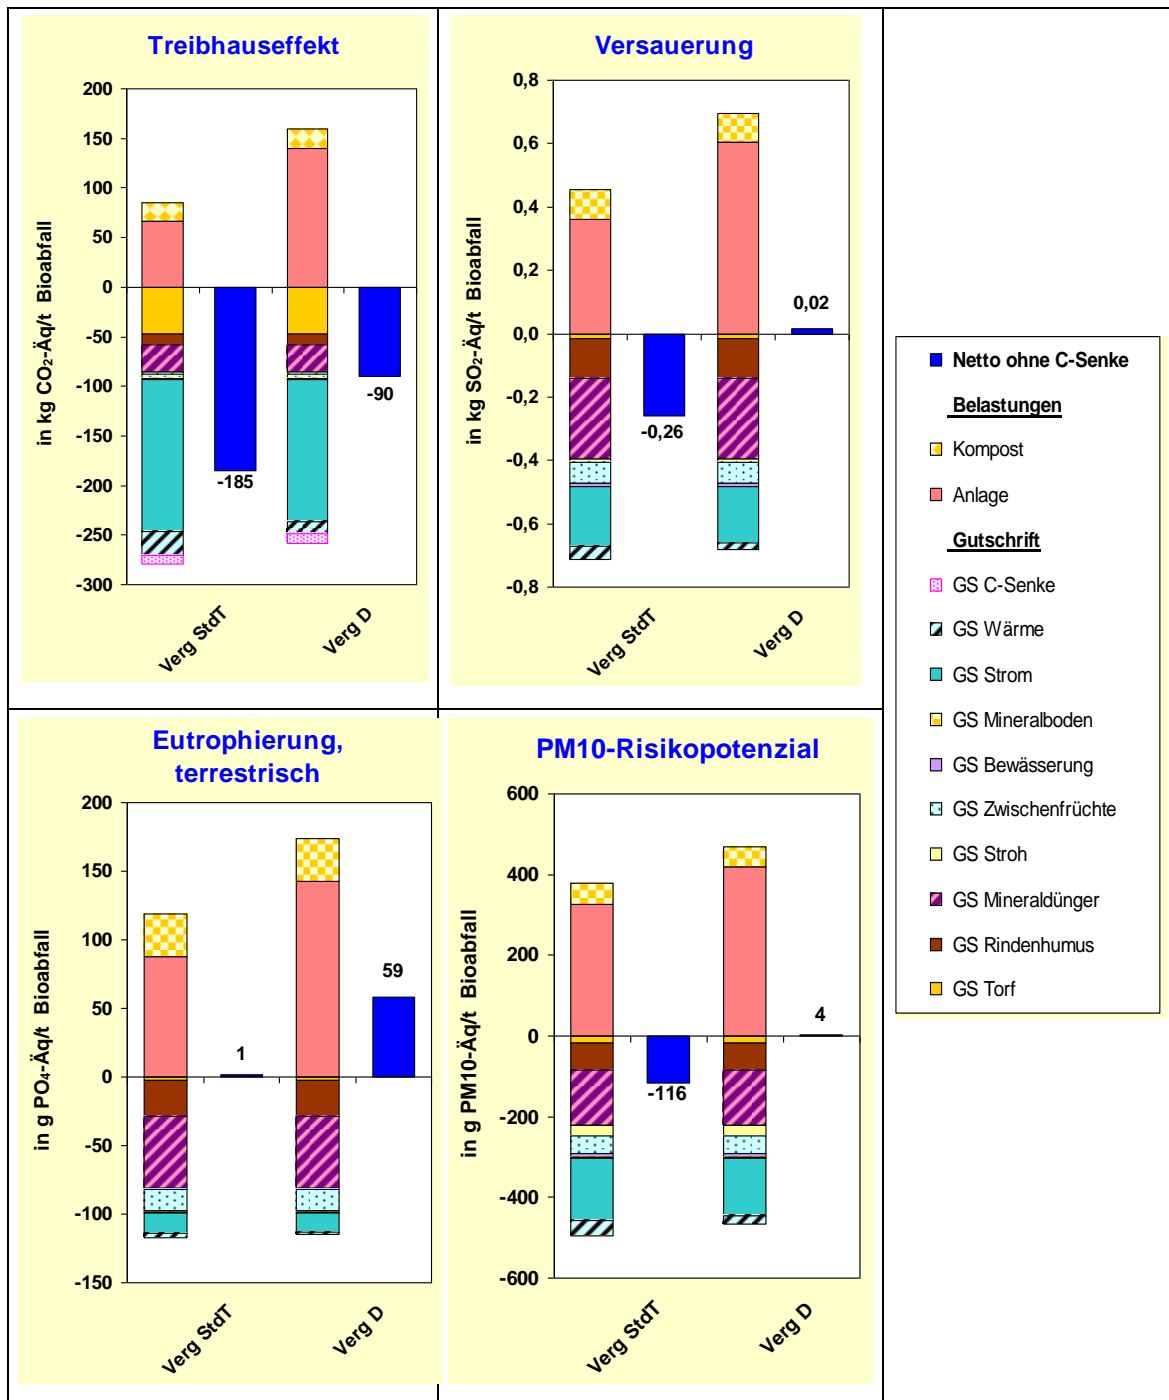 Treibhauseffekt
in kg CO₂-Äq/t Bioabfall
200
150
100
50
0
-50
-100
-150
-200
-250
-300
-185
-90
Verg StdT
Verg D
Versauerung
in kg SO₂-Äq/t Bioabfall
0,8
0,6
0,4
0,2
0,0
-0,2
-0,4
-0,6
-0,8
-0,26
0,02
Verg StdT
Verg D
Eutrophierung,
terrestrisch
in g PO₄-Äq/t Bioabfall
200
150
100
50
0
-50
-100
-150
1
59
Verg StdT
Verg D
PM10-Risikopotenzial
in g PM10-Äq/t Bioabfall
600
400
200
0
-200
-400
-600
-116
4
Verg StdT
Verg D
Netto ohne C-Senke
Belastungen
Kompost
Anlage
Gutschrift
GS C-Senke
GS Wärme
GS Strom
GS Mineralboden
GS Bewässerung
GS Zwischenfrüchte
GS Stroh
GS Mineraldünger
GS Rindenhumus
GS Torf